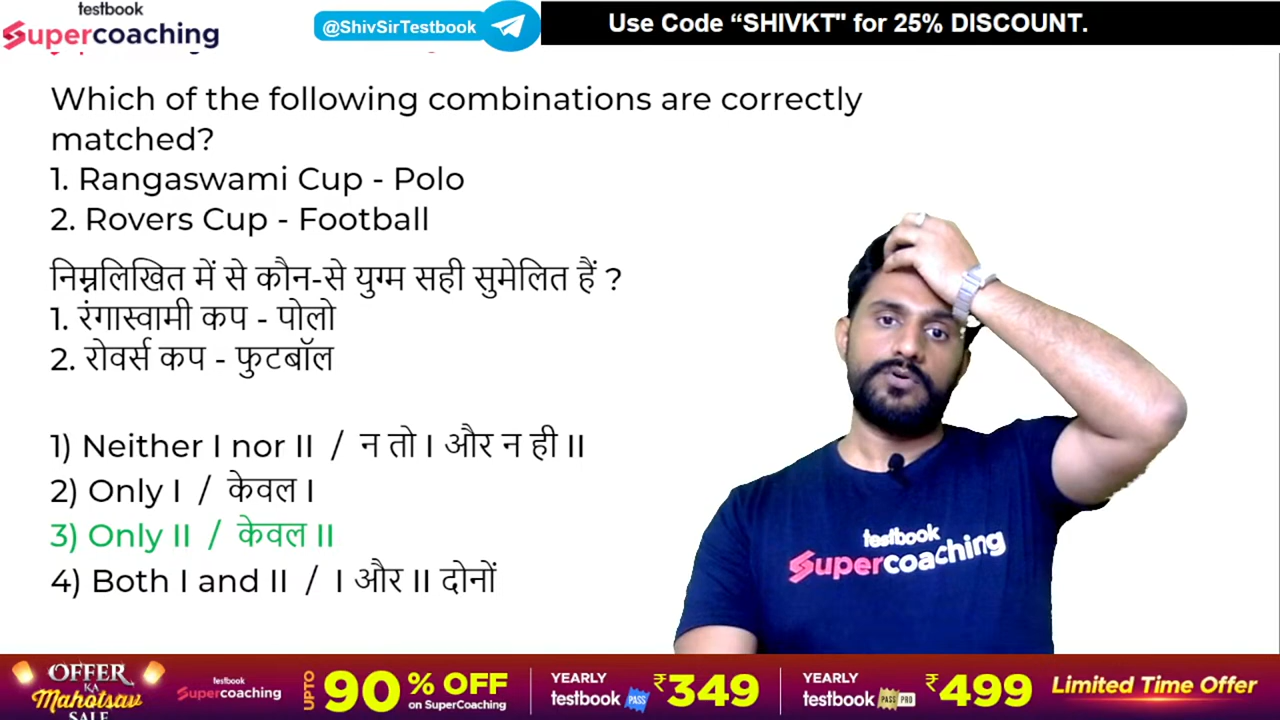 testbook
Supercoaching
@ShivSirTestbook
Use Code “SHIVKT" for 25% DISCOUNT.
Which of the following combinations are correctly
matched?
1. Rangaswami Cup - Polo
2. Rovers Cup - Football
निम्नलिखित में से कौन-से युग्म सही सुमेलित हैं ?
1. रंगास्वामी कप - पोलो
2. रोवर्स कप - फुटबॉल
1) Neither I nor II / न तो I और न ही II
2) Only I / केवल I
3) Only II / केवल II
4) Both I and II / I और II दोनों
testbook
Supercoaching
OFFER
KA
Mahotsav
SALE
testbook
Supercoaching
UPTO 90% OFF
on SuperCoaching
YEARLY
testbook PASS
₹349
YEARLY
testbook PASS PRO
₹499
Limited Time Offer